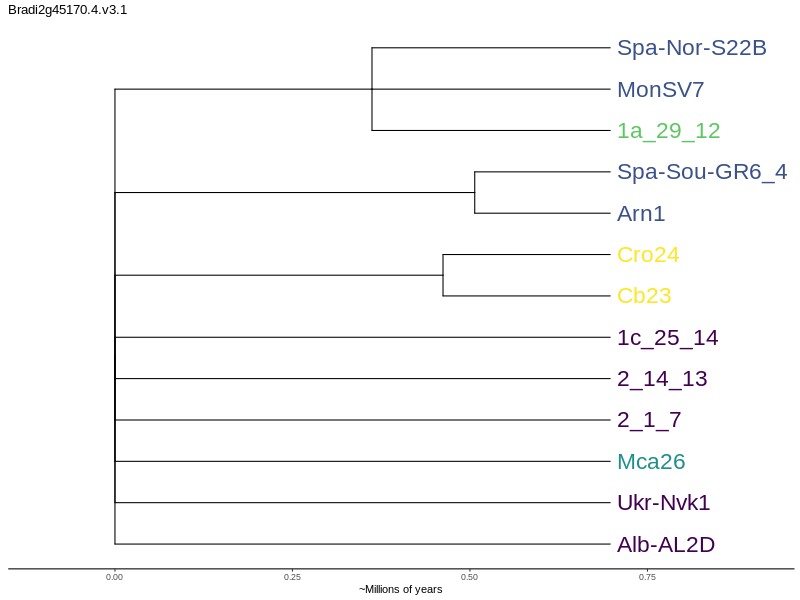 Bradi2g45170.4.v3.1
Spa-Nor-S22B
MonSV7
1a_29_12
Spa-Sou-GR6_4
Arn1
Cro24
Cb23
1c_25_14
2_14_13
2_1_7
Mca26
Ukr-Nvk1
Alb-AL2D
0.00 0.25 0.50 0.75
~Millions of years